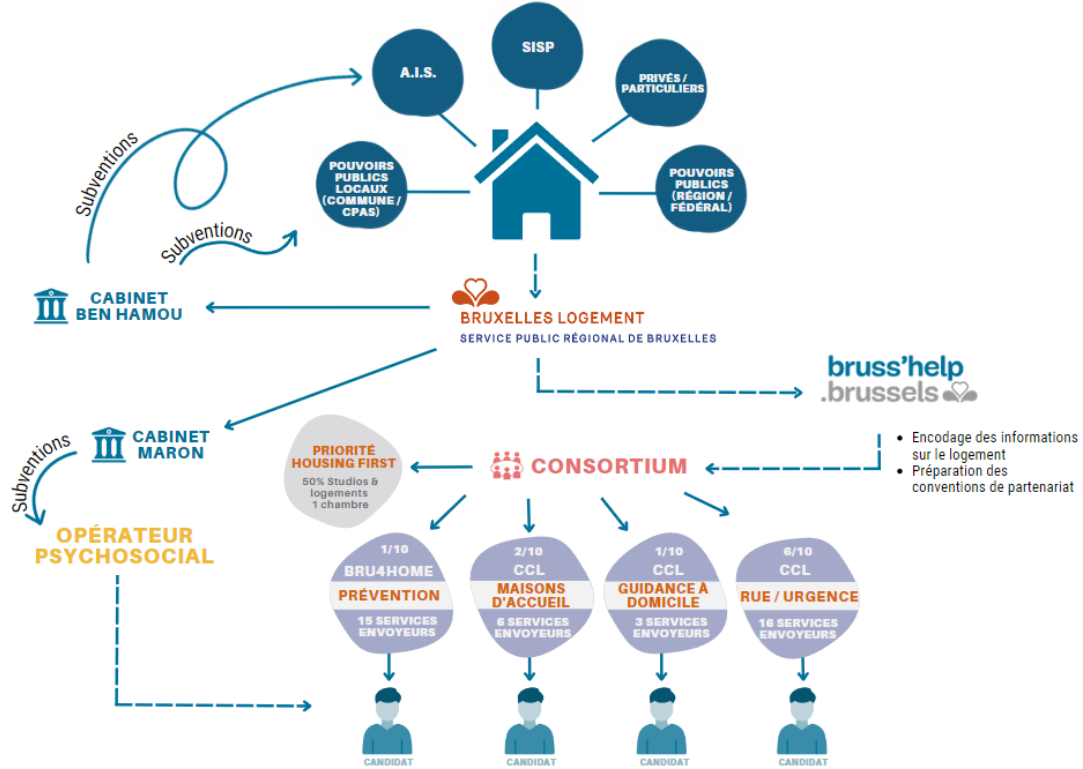 SISP
A.I.S.
PRIVÉS /
PARTICULIERS
Subventions
POUVOIRS
PUBLICS
LOCAUX
(COMMUNE /
CPAS)
POUVOIRS
PUBLICS
(RÉGION /
FÉDÉRAL)
Subventions
CABINET
BEN HAMOU
BRUXELLES LOGEMENT
SERVICE PUBLIC RÉGIONAL DE BRUXELLES
bruss'help
.brussels
CABINET
MARON
Subventions
PRIORITÉ
HOUSING FIRST
50% Studios &
logements
1 chambre
CONSORTIUM
• Encodage des informations
sur le logement
• Préparation des
conventions de partenariat
OPÉRATEUR
PSYCHOSOCIAL
1/10
BRU4HOME
PRÉVENTION
15 SERVICES
ENVOYEURS
2/10
CCL
MAISONS
D'ACCUEIL
6 SERVICES
ENVOYEURS
1/10
CCL
GUIDANCE À
DOMICILE
3 SERVICES
ENVOYEURS
6/10
CCL
RUE / URGENCE
16 SERVICES
ENVOYEURS
CANDIDAT
CANDIDAT
CANDIDAT
CANDIDAT